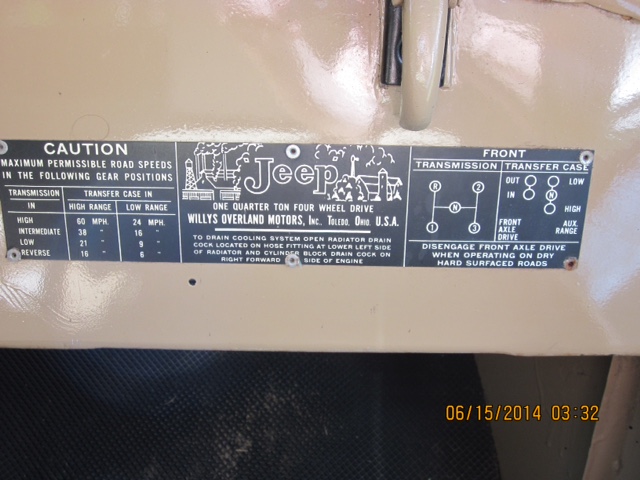 CAUTION
MAXIMUM PERMISSIBLE ROAD SPEEDS
IN THE FOLLOWING GEAR POSITIONS
TRANSMISSION TRANSFER CASE IN
IN HIGH RANGE LOW RANGE
HIGH 60 MPH. 24 MPH.
INTERMEDIATE 38 " 16 "
LOW 21 " 9 "
REVERSE 16 " 6 "
"Jeep"
ONE QUARTER TON FOUR WHEEL DRIVE
WILLYS OVERLAND MOTORS, INC., TOLEDO, OHIO. U.S.A.
TO DRAIN COOLING SYSTEM OPEN RADIATOR DRAIN
COCK LOCATED ON HOSE FITTING AT LOWER LEFT SIDE
OF RADIATOR AND CYLINDER BLOCK DRAIN COCK ON
RIGHT FORWARD SIDE OF ENGINE
FRONT
TRANSMISSION TRANSFER CASE
R 2
N
1 3
OUT LOW
IN N
HIGH
FRONT AUX.
AXLE RANGE
DRIVE
DISENGAGE FRONT AXLE DRIVE
WHEN OPERATING ON DRY
HARD SURFACED ROADS
06/15/2014 03:32